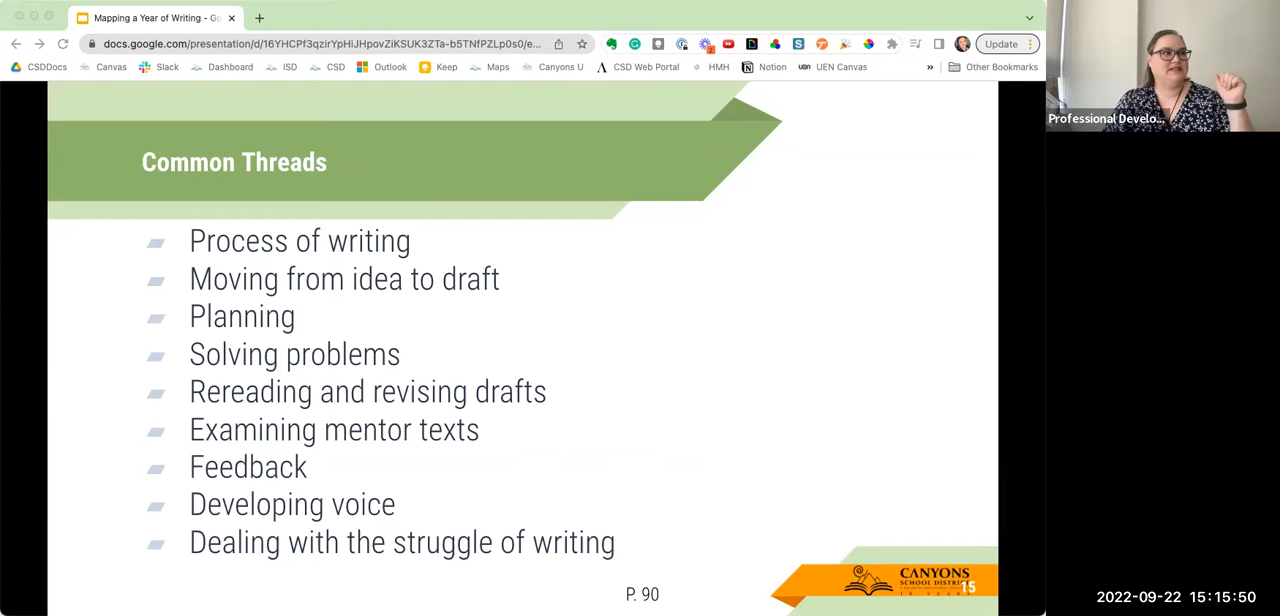 Mapping a Year of Writing - Go
docs.google.com/presentation/d/16YHCPf3qzirYpHiJHpovZiKSUK3ZTa-b5TNfPZLp0s0/e...
Update
CSDDocs Canvas Slack Dashboard ISD CSD Outlook Keep Maps Canyons U CSD Web Portal HMH Notion UEN Canvas » Other Bookmarks
Professional Develo...
Common Threads
Process of writing
Moving from idea to draft
Planning
Solving problems
Rereading and revising drafts
Examining mentor texts
Feedback
Developing voice
Dealing with the struggle of writing
P. 90
CANYONS
SCHOOL DISTRICT
15
2022-09-22 15:15:50